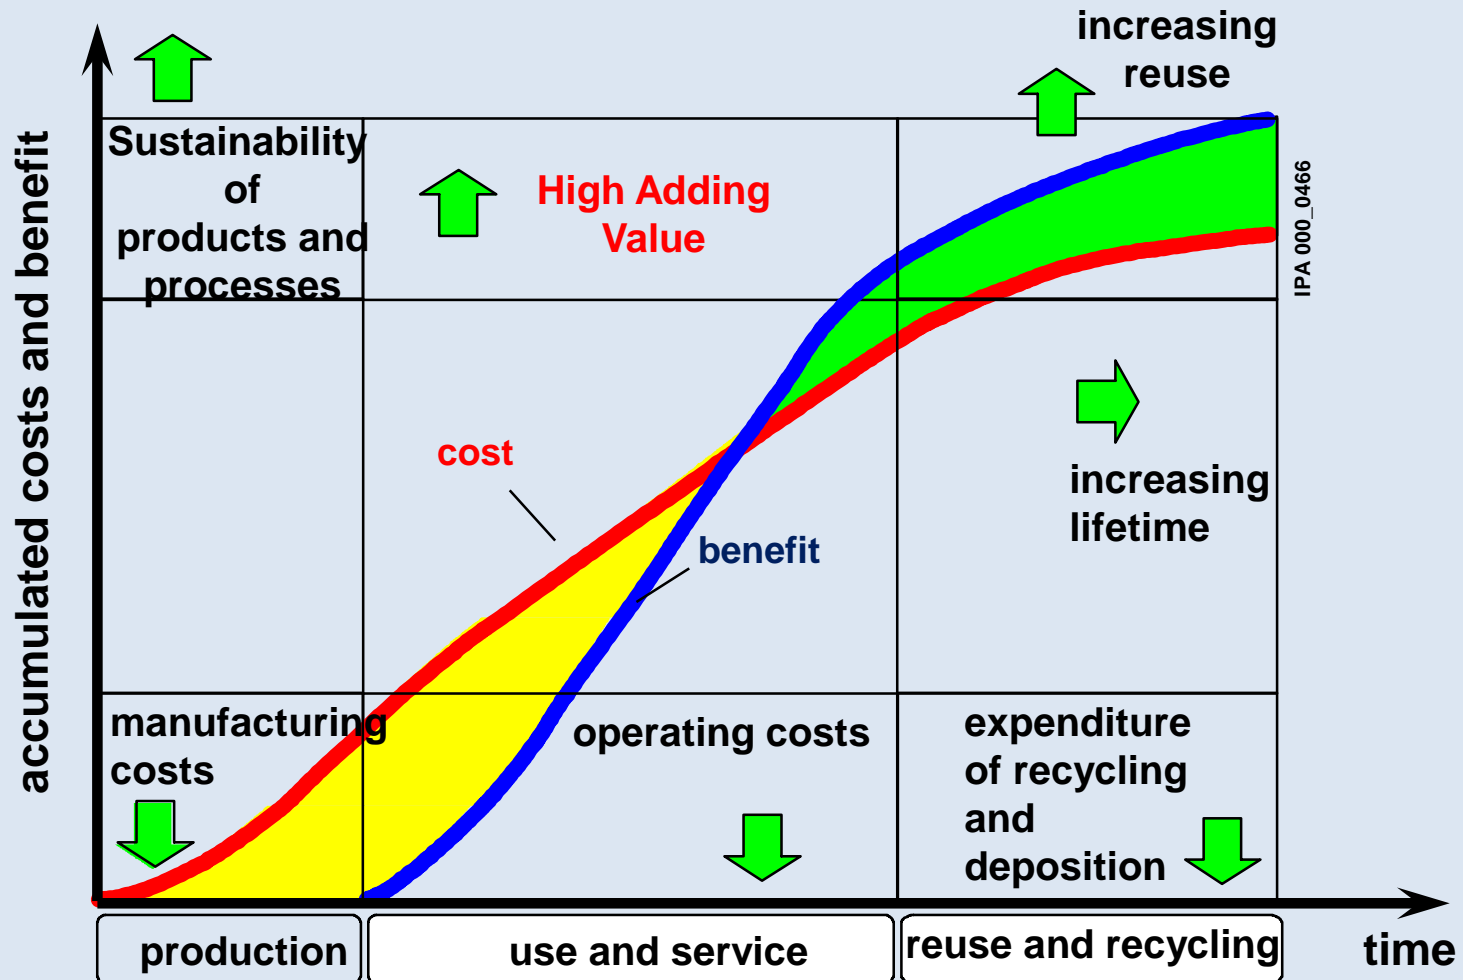 increasing
reuse
accumulated costs and benefit
Sustainability
of
products and
processes
High Adding
Value
IPA 000_0466
cost
benefit
increasing
lifetime
manufacturing
costs
operating costs
expenditure
of recycling
and
deposition
production
use and service
reuse and recycling
time